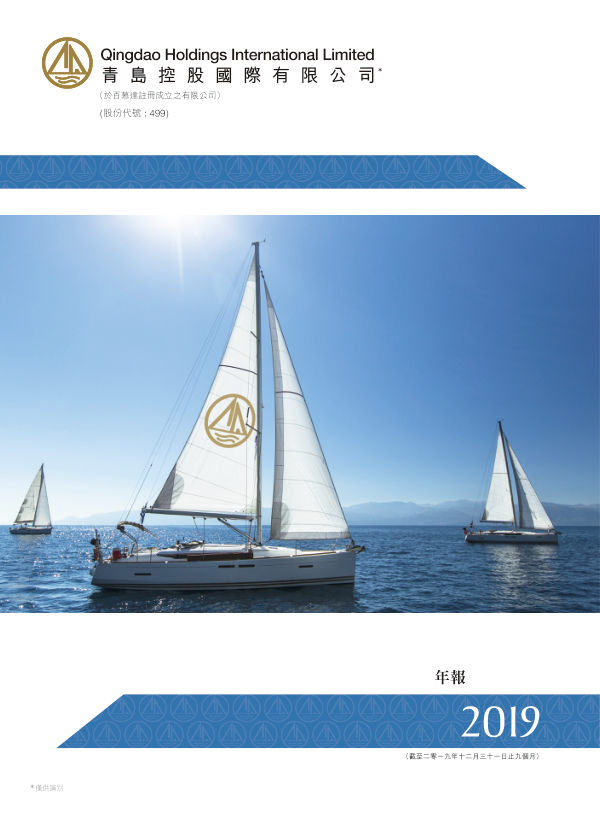 Qingdao Holdings International Limited
青島控股國際有限公司*
（於百慕達註冊成立之有限公司）
(股份代號 : 499)
年報
2019
（截至二零一九年十二月三十一日止九個月）
* 僅供識別